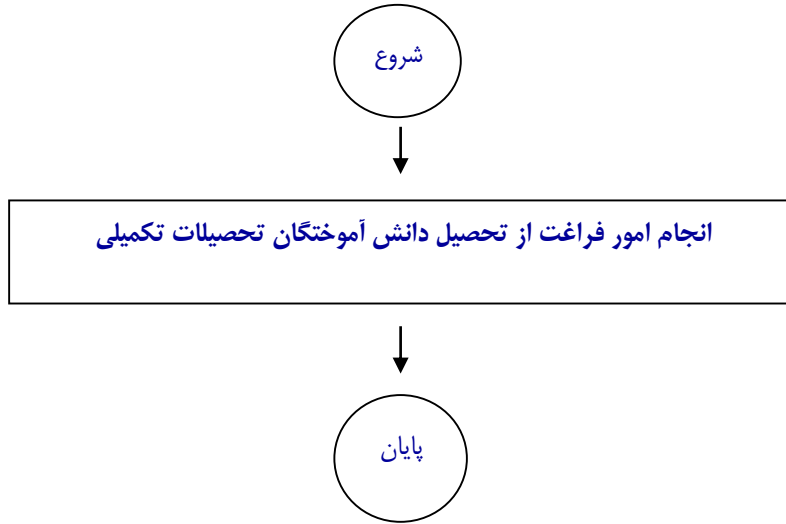 شروع
انجام امور فراغت از تحصیل دانش آموختگان تحصیلات تکمیلی
پایان